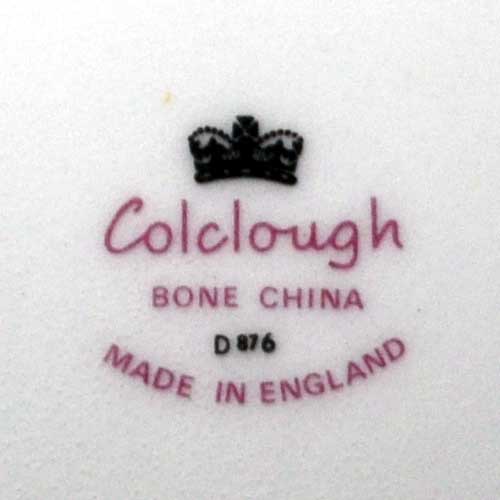 Colclough
BONE CHINA
D 876
MADE IN ENGLAND